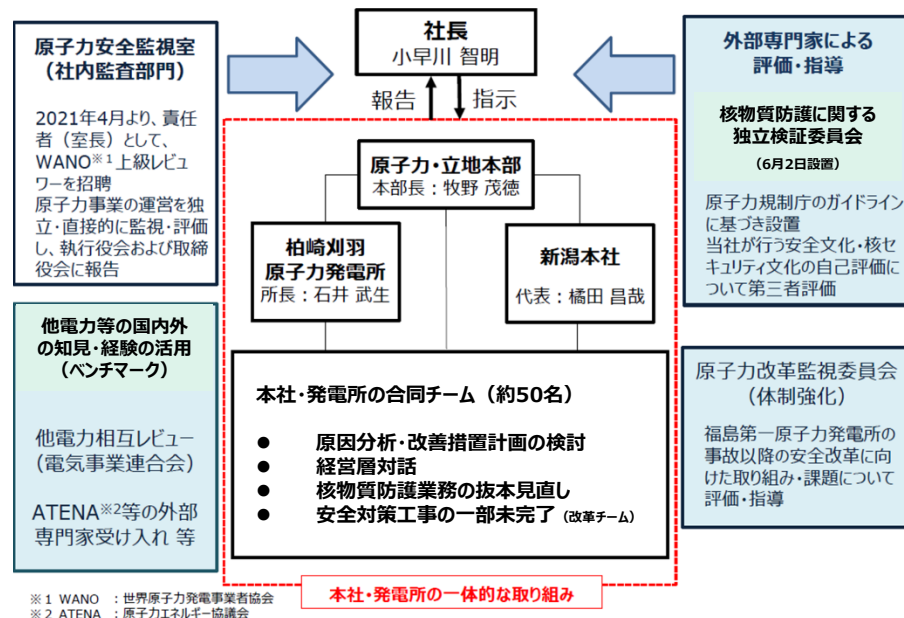 原子力安全監視室
（社内監査部門）
2021年4月より、責任
者（室長）として、
WANO※1上級レビュ
ワーを招聘
原子力事業の運営を独
立・直接的に監視・評価
し、執行役会および取締
役会に報告
他電力等の国内外
の知見・経験の活用
（ベンチマーク）
他電力相互レビュー
（電気事業連合会）
ATENA※2等の外部
専門家受け入れ 等
社長
小早川 智明
報告
指示
原子力・立地本部
本部長：牧野 茂徳
柏崎刈羽
原子力発電所
所長：石井 武生
新潟本社
代表：橘田 昌哉
本社・発電所の合同チーム（約50名）
● 原因分析・改善措置計画の検討
● 経営層対話
● 核物質防護業務の抜本見直し
● 安全対策工事の一部未完了（改革チーム）
本社・発電所の一体的な取り組み
外部専門家による
評価・指導
核物質防護に関する
独立検証委員会
（6月2日設置）
原子力規制庁のガイドライン
に基づき設置
当社が行う安全文化・核セ
キュリティ文化の自己評価に
ついて第三者評価
原子力改革監視委員会
（体制強化）
福島第一原子力発電所の
事故以降の安全改革に向
けた取り組み・課題について
評価・指導
※1 WANO ：世界原子力発電事業者協会
※2 ATENA ：原子力エネルギー協議会